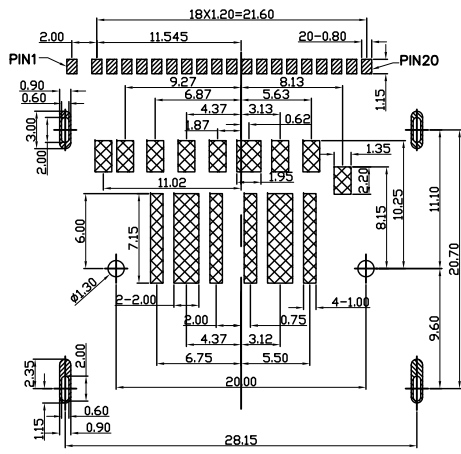 18X1.20=21.60
2.00 11.545 20-0.80
PIN1 PIN20
0.90 9.27 8.13 1.15
0.60 6.87 5.63
3.00 4.37 3.13
1.87 0.62
2.00 1.35
1.95 2.20
11.02
6.00 7.15 8.15 10.25 11.10
20.70
Ø1.30
2-2.00 4-1.00
2.00 0.75
4.37 3.12 9.60
6.75 5.50
2.35 2.00
20.00
1.15 0.60
0.90
28.15